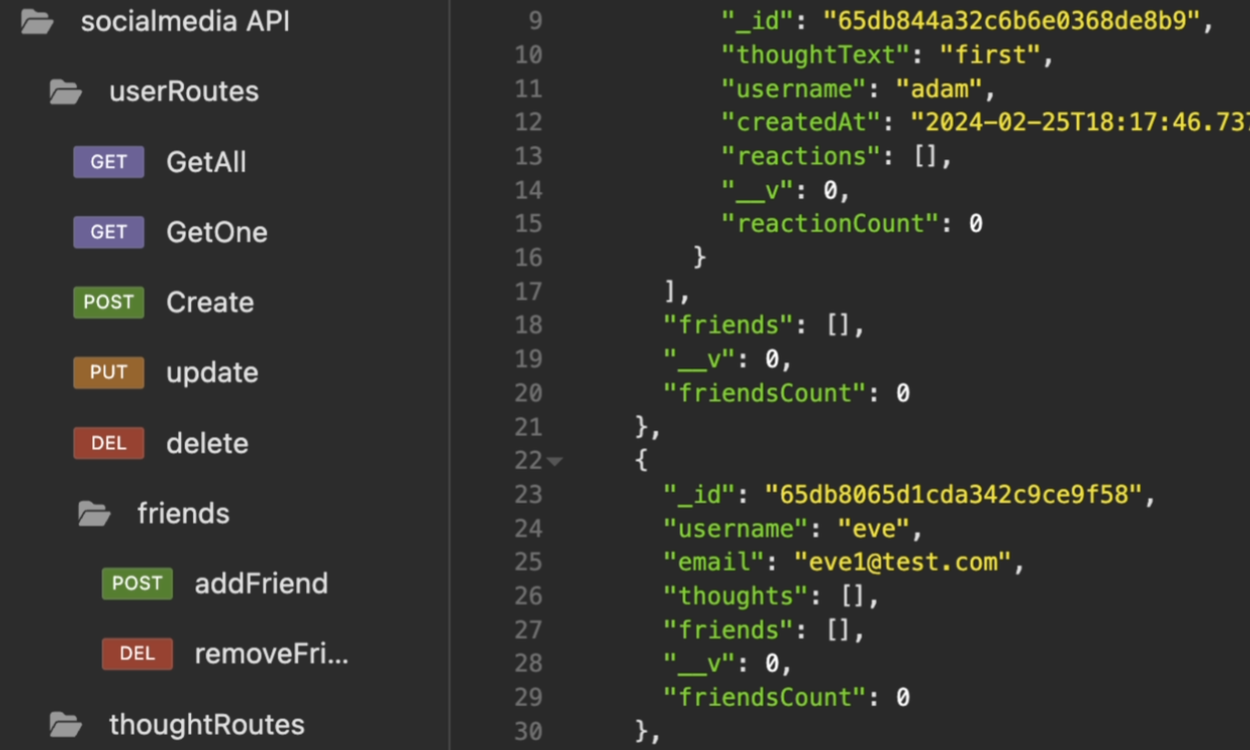 socialmedia API
userRoutes
GET GetAll
GET GetOne
POST Create
PUT update
DEL delete
friends
POST addFriend
DEL removeFri...
thoughtRoutes
9 "_id": "65db844a32c6b6e0368de8b9",
10 "thoughtText": "first",
11 "username": "adam",
12 "createdAt": "2024-02-25T18:17:46.737
13 "reactions": [],
14 "__v": 0,
15 "reactionCount": 0
16 }
17 ],
18 "friends": [],
19 "__v": 0,
20 "friendsCount": 0
21 },
22 {
23 "_id": "65db8065d1cda342c9ce9f58",
24 "username": "eve",
25 "email": "eve1@test.com",
26 "thoughts": [],
27 "friends": [],
28 "__v": 0,
29 "friendsCount": 0
30 },